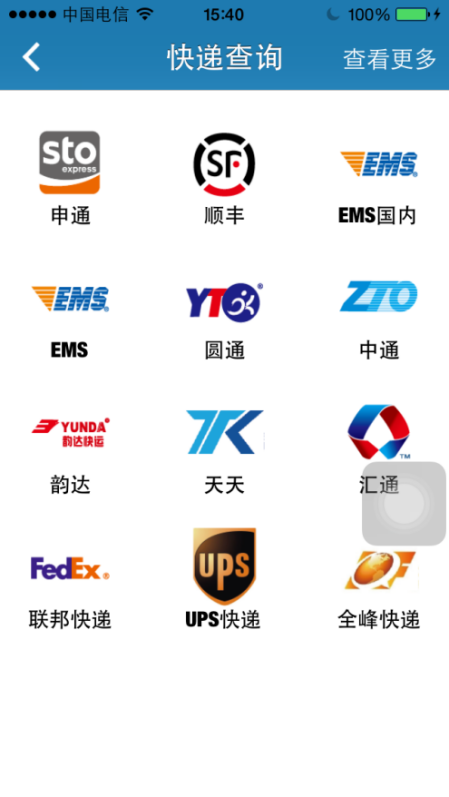 中国电信 15:40 100%
快递查询 查看更多
sto express
SF
EMS
申通 顺丰 EMS国内
EMS
YTO
ZTO
EMS 圆通 中通
YUNDA
韵达快运
TK
TM
韵达 天天 汇通
FedEx
UPS
QF
联邦快递 UPS快递 全峰快递